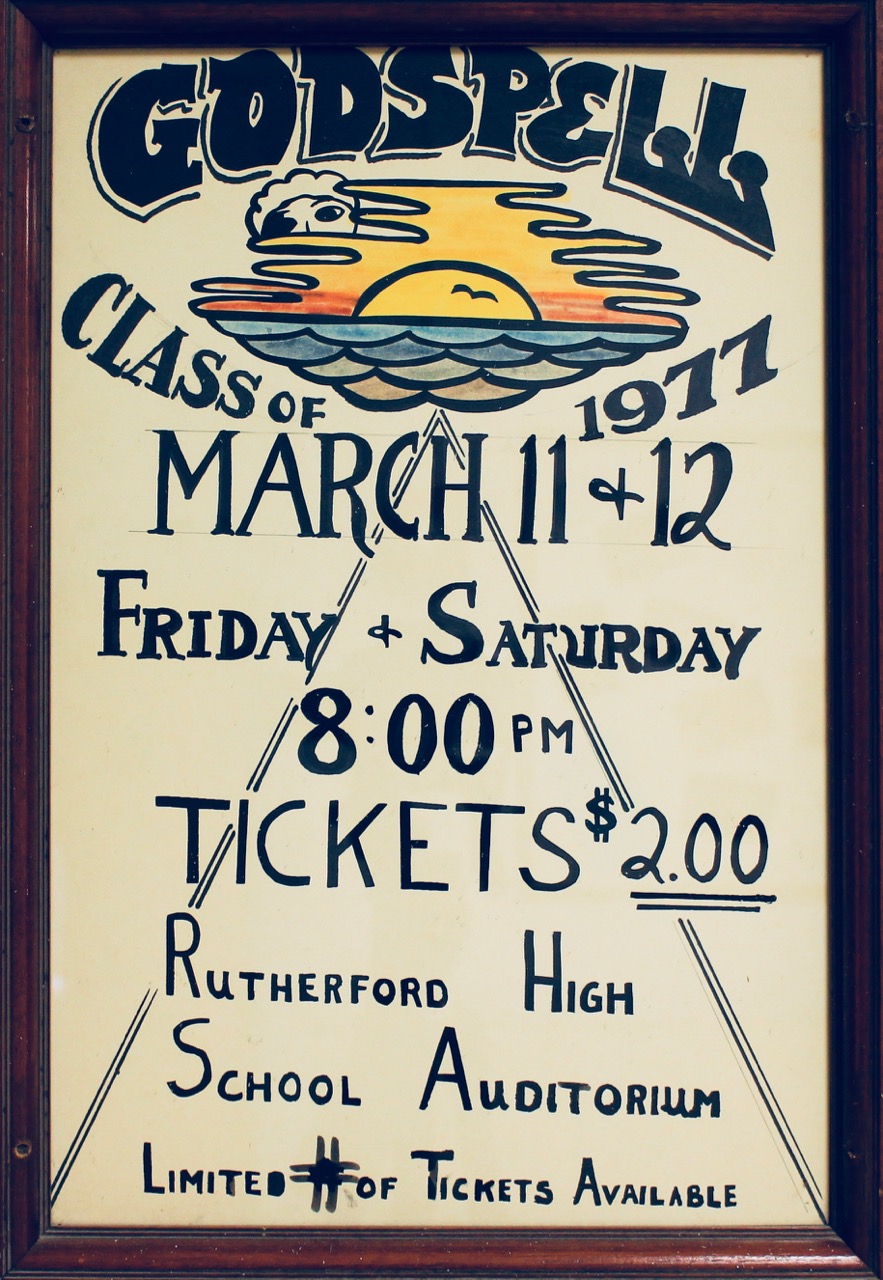 GODSPELL
CLASS OF 1977
MARCH 11 & 12
FRIDAY & SATURDAY
8:00 PM
TICKETS $2.00
RUTHERFORD HIGH
SCHOOL AUDITORIUM
LIMITED # OF TICKETS AVAILABLE